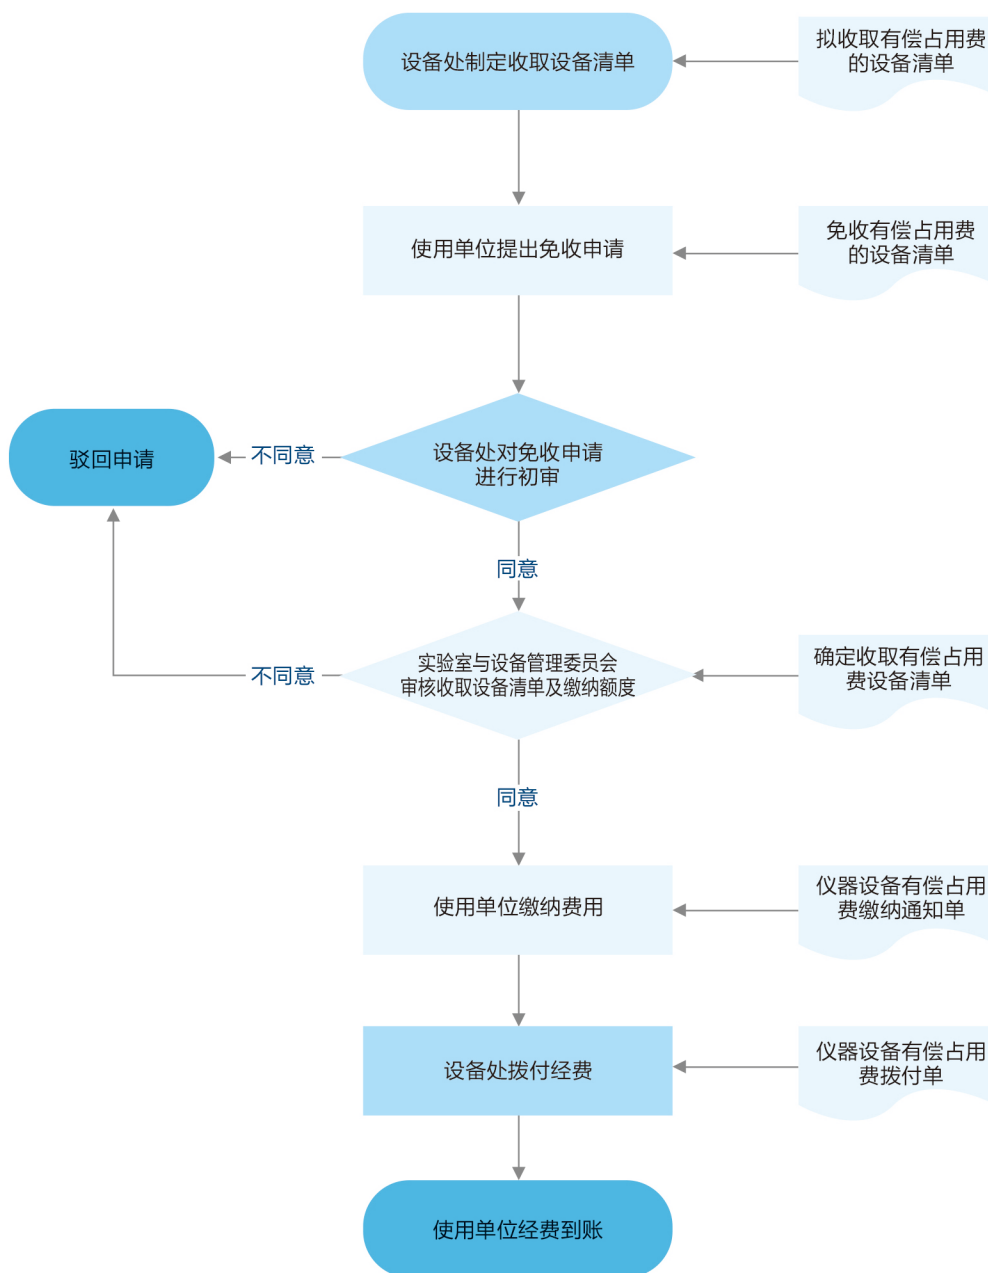 设备处制定收取设备清单
拟收取有偿占用费
的设备清单
使用单位提出免收申请
免收有偿占用费
的设备清单
驳回申请
不同意
设备处对免收申请
进行初审
同意
不同意
实验室与设备管理委员会
审核收取设备清单及缴纳额度
确定收取有偿占用
费设备清单
同意
使用单位缴纳费用
仪器设备有偿占用
费缴纳通知单
设备处拨付经费
仪器设备有偿占用
费拨付单
使用单位经费到账